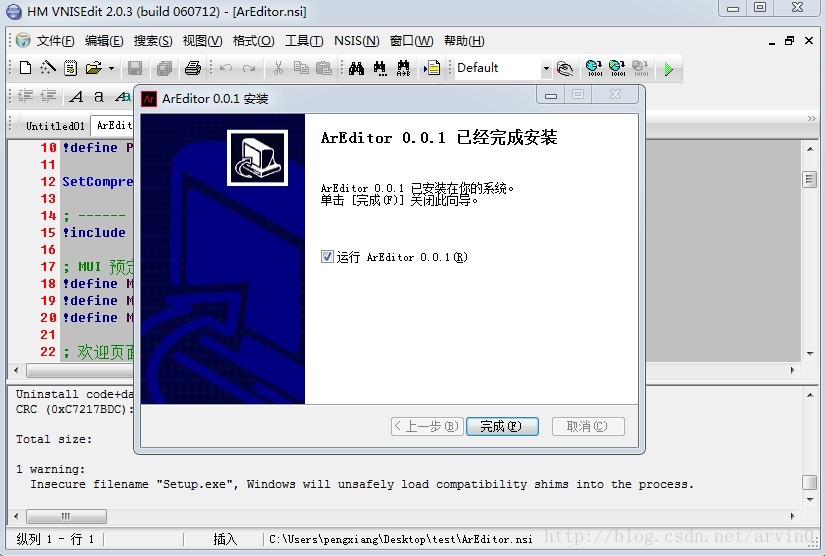 HM VNISEdit 2.0.3 (build 060712) - [ArEditor.nsi]
文件(F) 编辑(E) 搜索(S) 视图(V) 格式(O) 工具(T) NSIS(N) 窗口(W) 帮助(H)
Default
A a
Untitled01 ArEdit
ArEditor 0.0.1 安装
ArEditor 0.0.1 已经完成安装
ArEditor 0.0.1 已安装在你的系统。
单击 [完成(F)] 关闭此向导。
运行 ArEditor 0.0.1(R)
< 上一步(B) 完成(F) 取消(C)
10 !define P
11
12 SetCompre
13
14 ; ------
15 !include
16
17 ; MUI 预定
18 !define M
19 !define M
20 !define M
21
22 ; 欢迎页面
Uninstall code+da
CRC (0xC7217BDC):
Total size:
1 warning:
Insecure filename "Setup.exe", Windows will unsafely load compatibility shims into the process.
纵列 1 - 行 1 插入 C:\Users\pengxiang\Desktop\test\ArEditor.nsi
http://blog.csdn.net/arvin0